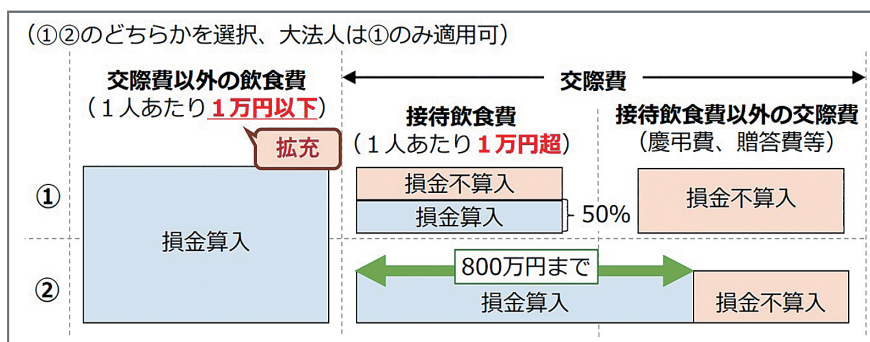 （①②のどちらかを選択、大法人は①のみ適用可）
交際費以外の飲食費
（１人あたり１万円以下）
拡充
交際費
接待飲食費
（１人あたり１万円超）
接待飲食費以外の交際費
（慶弔費、贈答費等）
①
損金算入
損金不算入
損金算入
50%
損金不算入
②
800万円まで
損金算入
損金不算入